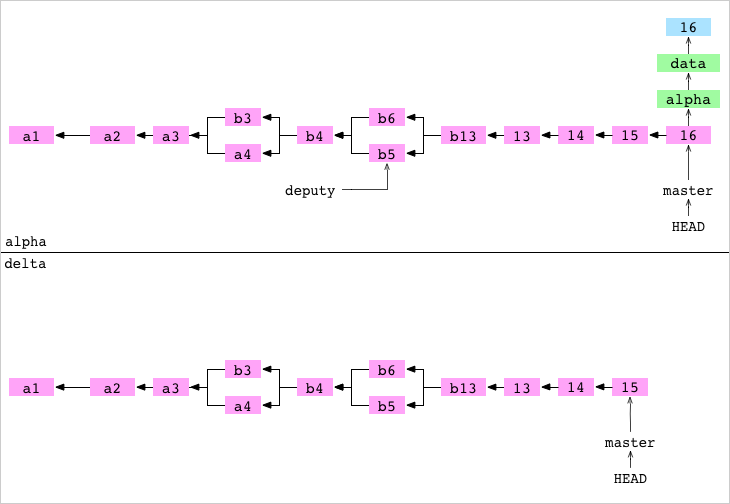 16
data
alpha
b3 b6
a1 a2 a3 b4 b13 13 14 15 16
a4 b5
deputy master
HEAD
alpha
delta
b3 b6
a1 a2 a3 b4 b13 13 14 15
a4 b5
master
HEAD